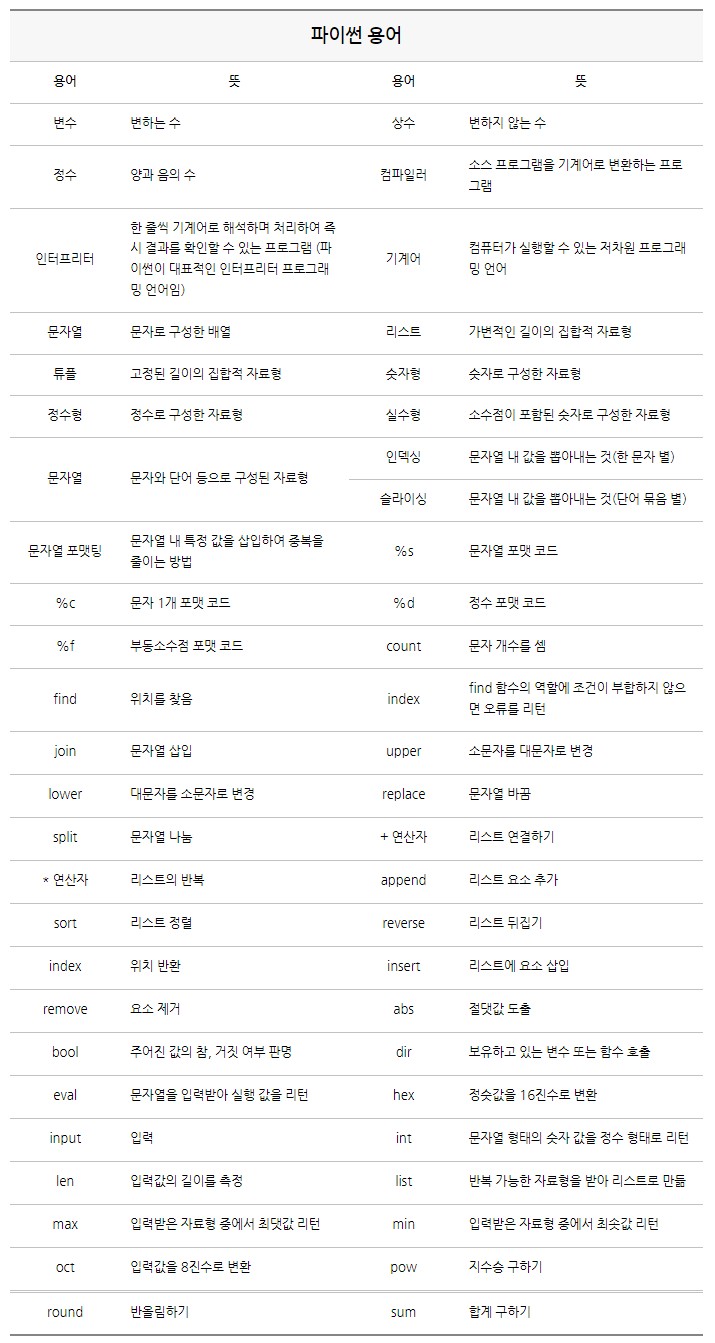 파이썬 용어
용어 뜻 용어 뜻
변수 변하는 수 상수 변하지 않는 수
정수 양과 음의 수 컴파일러 소스 프로그램을 기계어로 변환하는 프로
그램
인터프리터 한 줄씩 기계어로 해석하며 처리하여 즉
시 결과를 확인할 수 있는 프로그램 (파
이썬이 대표적인 인터프리터 프로그래
밍 언어임)
기계어 컴퓨터가 실행할 수 있는 저차원 프로그래
밍 언어
문자열 문자로 구성한 배열 리스트 가변적인 길이의 집합적 자료형
튜플 고정된 길이의 집합적 자료형 숫자형 숫자로 구성한 자료형
정수형 정수로 구성한 자료형 실수형 소수점이 포함된 숫자로 구성한 자료형
문자열 문자와 단어 등으로 구성된 자료형 인덱싱 문자열 내 값을 뽑아내는 것(한 문자 별)
슬라이싱 문자열 내 값을 뽑아내는 것(단어 묶음 별)
문자열 포맷팅 문자열 내 특정 값을 삽입하여 중복을
줄이는 방법
%s 문자열 포맷 코드
%c 문자 1개 포맷 코드 %d 정수 포맷 코드
%f 부동소수점 포맷 코드 count 문자 개수를 셈
find 위치를 찾음 index find 함수의 역할에 조건이 부합하지 않으
면 오류를 리턴
join 문자열 삽입 upper 소문자를 대문자로 변경
lower 대문자를 소문자로 변경 replace 문자열 바꿈
split 문자열 나눔 + 연산자 리스트 연결하기
* 연산자 리스트의 반복 append 리스트 요소 추가
sort 리스트 정렬 reverse 리스트 뒤집기
index 위치 반환 insert 리스트에 요소 삽입
remove 요소 제거 abs 절댓값 도출
bool 주어진 값의 참, 거짓 여부 판명 dir 보유하고 있는 변수 또는 함수 호출
eval 문자열을 입력받아 실행 값을 리턴 hex 정숫값을 16진수로 변환
input 입력 int 문자열 형태의 숫자 값을 정수 형태로 리턴
len 입력값의 길이를 측정 list 반복 가능한 자료형을 받아 리스트로 만듦
max 입력받은 자료형 중에서 최댓값 리턴 min 입력받은 자료형 중에서 최솟값 리턴
oct 입력값을 8진수로 변환 pow 지수승 구하기
round 반올림하기 sum 합계 구하기